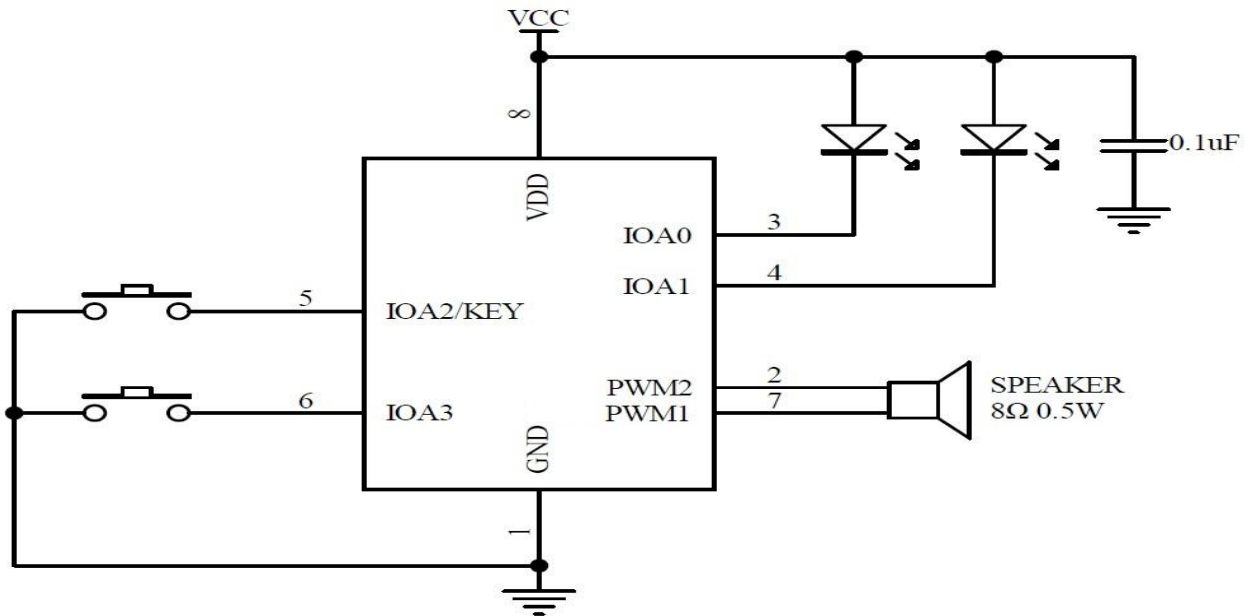 VCC
8
VDD
0.1uF
IOA0
3
IOA1
4
5
IOA2/KEY
PWM2
2
SPEAKER
6
IOA3
PWM1
7
8Ω 0.5W
GND
1